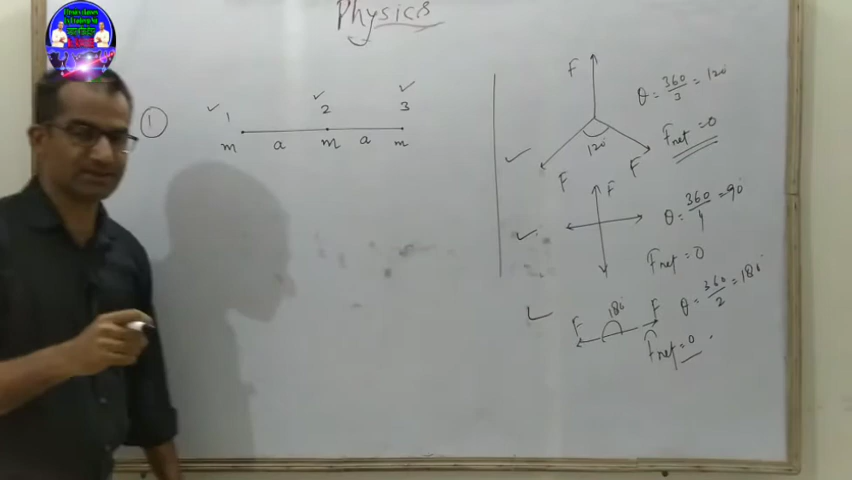 Physics
1
1 2 3
m a m a m
F
120°
F F
θ = 360/3 = 120°
Fnet = 0
F
θ = 360/4 = 90°
Fnet = 0
F 180° F
θ = 360/2 = 180°
Fnet = 0